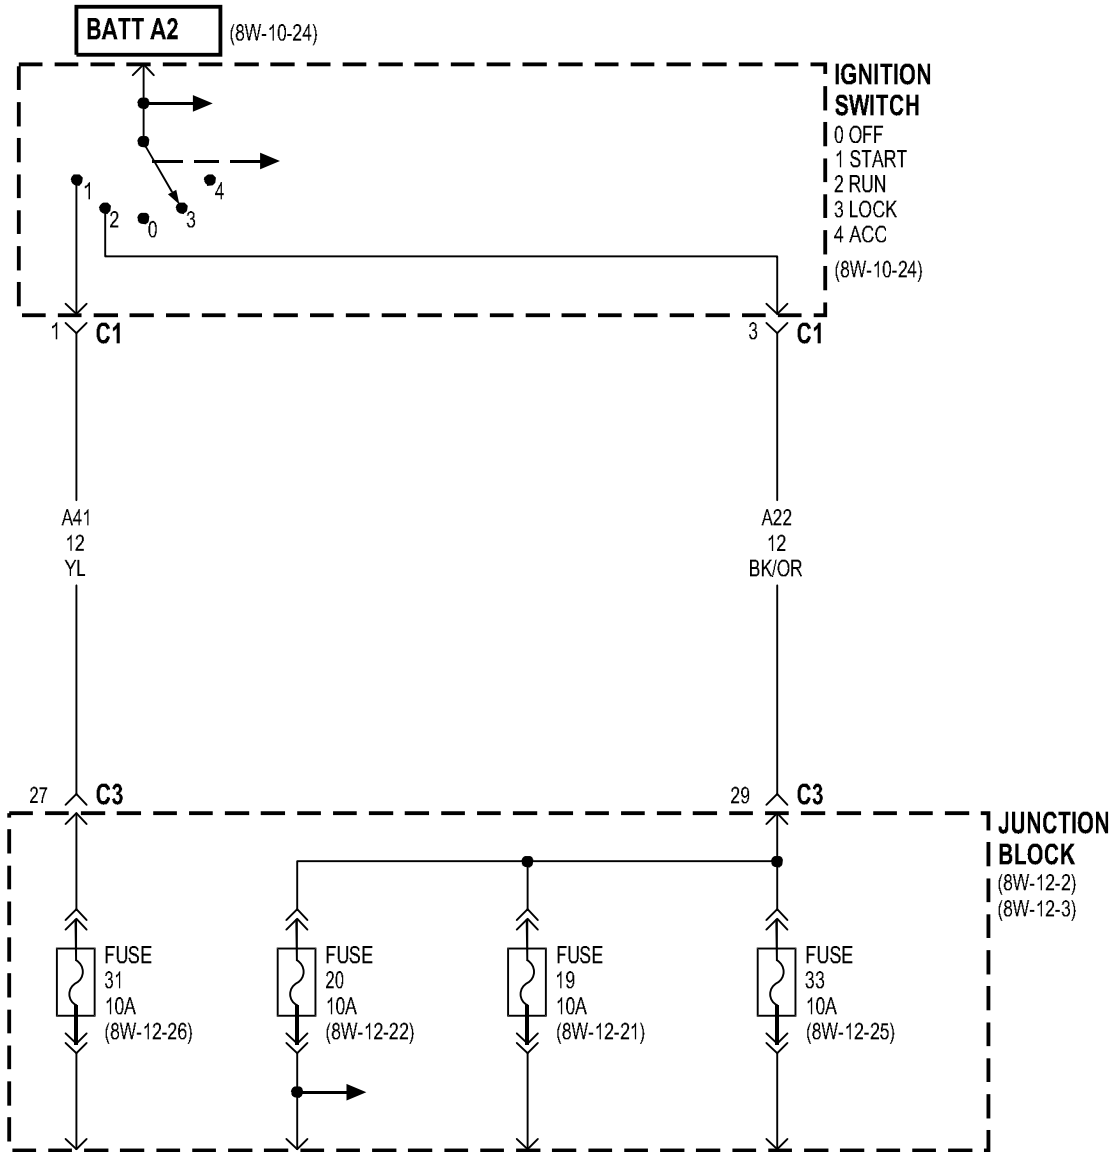 BATT A2
(8W-10-24)
IGNITION
SWITCH
0 OFF
1 START
2 RUN
3 LOCK
4 ACC
(8W-10-24)
1
2
0
3
4
1
C1
3
C1
A41
12
YL
A22
12
BK/OR
27
C3
29
C3
JUNCTION
BLOCK
(8W-12-2)
(8W-12-3)
FUSE
31
10A
(8W-12-26)
FUSE
20
10A
(8W-12-22)
FUSE
19
10A
(8W-12-21)
FUSE
33
10A
(8W-12-25)